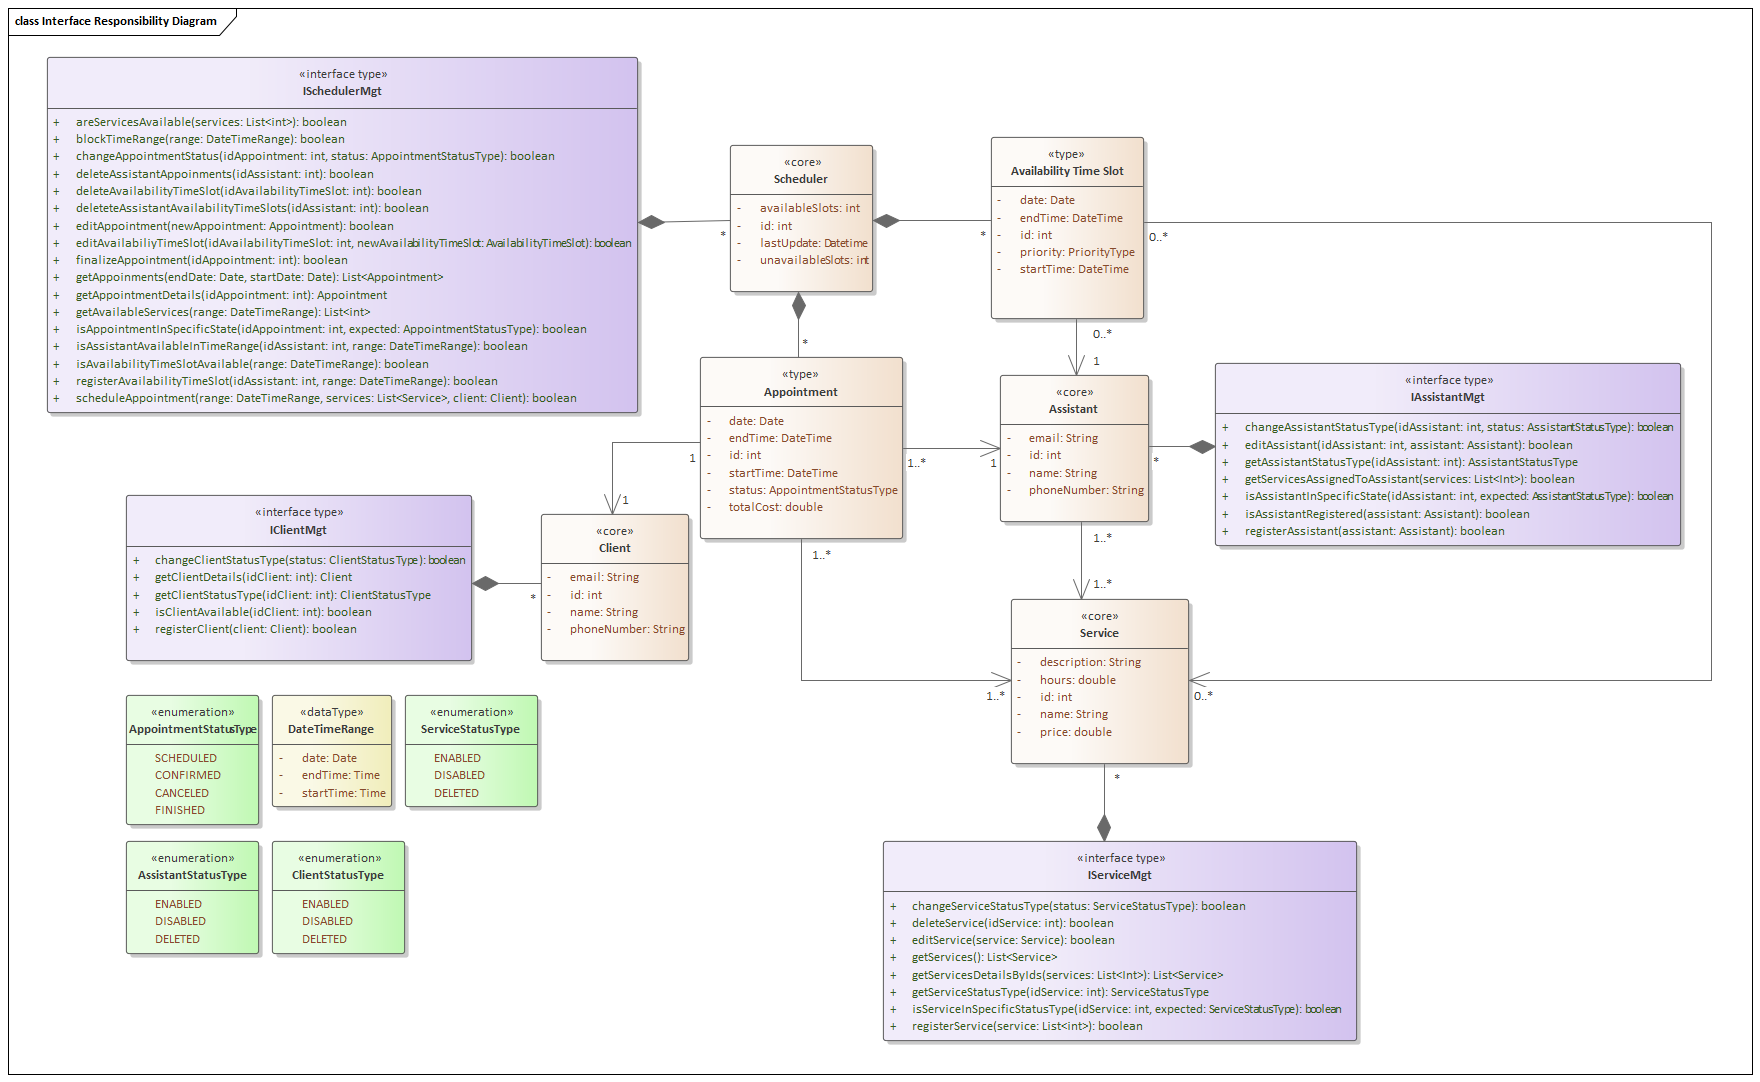 class Interface Responsibility Diagram
«interface type»
ISchedulerMgt
+ areServicesAvailable(services: List<int>): boolean
+ blockTimeRange(range: DateTimeRange): boolean
+ changeAppointmentStatus(idAppointment: int, status: AppointmentStatusType): boolean
+ deleteAssistantAppoinments(idAssistant: int): boolean
+ deleteAvailabilityTimeSlot(idAvailabilityTimeSlot: int): boolean
+ deleteteAssistantAvailabilityTimeSlots(idAssistant: int): boolean
+ editAppointment(newAppointment: Appointment): boolean
+ editAvailabiliyTimeSlot(idAvailabilityTimeSlot: int, newAvailabilityTimeSlot: AvailabilityTimeSlot): boolean
+ finalizeAppointment(idAppointment: int): boolean
+ getAppoinments(endDate: Date, startDate: Date): List<Appointment>
+ getAppointmentDetails(idAppointment: int): Appointment
+ getAvailableServices(range: DateTimeRange): List<int>
+ isAppointmentInSpecificState(idAppointment: int, expected: AppointmentStatusType): boolean
+ isAssistantAvailableInTimeRange(idAssistant: int, range: DateTimeRange): boolean
+ isAvailabilityTimeSlotAvailable(range: DateTimeRange): boolean
+ registerAvailabilityTimeSlot(idAssistant: int, range: DateTimeRange): boolean
+ scheduleAppointment(range: DateTimeRange, services: List<Service>, client: Client): boolean
*
«core»
Scheduler
- availableSlots: int
- id: int
- lastUpdate: Datetime
- unavailableSlots: int
*
*
«type»
Availability Time Slot
- date: Date
- endTime: DateTime
- id: int
- priority: PriorityType
- startTime: DateTime
0..*
0..*
1
«type»
Appointment
- date: Date
- endTime: DateTime
- id: int
- startTime: DateTime
- status: AppointmentStatusType
- totalCost: double
1
1
1..*
1
1..*
1..*
«core»
Assistant
- email: String
- id: int
- name: String
- phoneNumber: String
*
1..*
1..*
«interface type»
IAssistantMgt
+ changeAssistantStatusType(idAssistant: int, status: AssistantStatusType): boolean
+ editAssistant(idAssistant: int, assistant: Assistant): boolean
+ getAssistantStatusType(idAssistant: int): AssistantStatusType
+ getServicesAssignedToAssistant(services: List<Int>): boolean
+ isAssistantInSpecificState(idAssistant: int, expected: AssistantStatusType): boolean
+ isAssistantRegistered(assistant: Assistant): boolean
+ registerAssistant(assistant: Assistant): boolean
«interface type»
IClientMgt
+ changeClientStatusType(status: ClientStatusType): boolean
+ getClientDetails(idClient: int): Client
+ getClientStatusType(idClient: int): ClientStatusType
+ isClientAvailable(idClient: int): boolean
+ registerClient(client: Client): boolean
*
«core»
Client
- email: String
- id: int
- name: String
- phoneNumber: String
«core»
Service
- description: String
- hours: double
- id: int
- name: String
- price: double
0..*
*
«enumeration»
AppointmentStatusType
SCHEDULED
CONFIRMED
CANCELED
FINISHED
«dataType»
DateTimeRange
- date: Date
- endTime: Time
- startTime: Time
«enumeration»
ServiceStatusType
ENABLED
DISABLED
DELETED
«enumeration»
AssistantStatusType
ENABLED
DISABLED
DELETED
«enumeration»
ClientStatusType
ENABLED
DISABLED
DELETED
«interface type»
IServiceMgt
+ changeServiceStatusType(status: ServiceStatusType): boolean
+ deleteService(idService: int): boolean
+ editService(service: Service): boolean
+ getServices(): List<Service>
+ getServicesDetailsByIds(services: List<Int>): List<Service>
+ getServiceStatusType(idService: int): ServiceStatusType
+ isServiceInSpecificStatusType(idService: int, expected: ServiceStatusType): boolean
+ registerService(service: List<int>): boolean